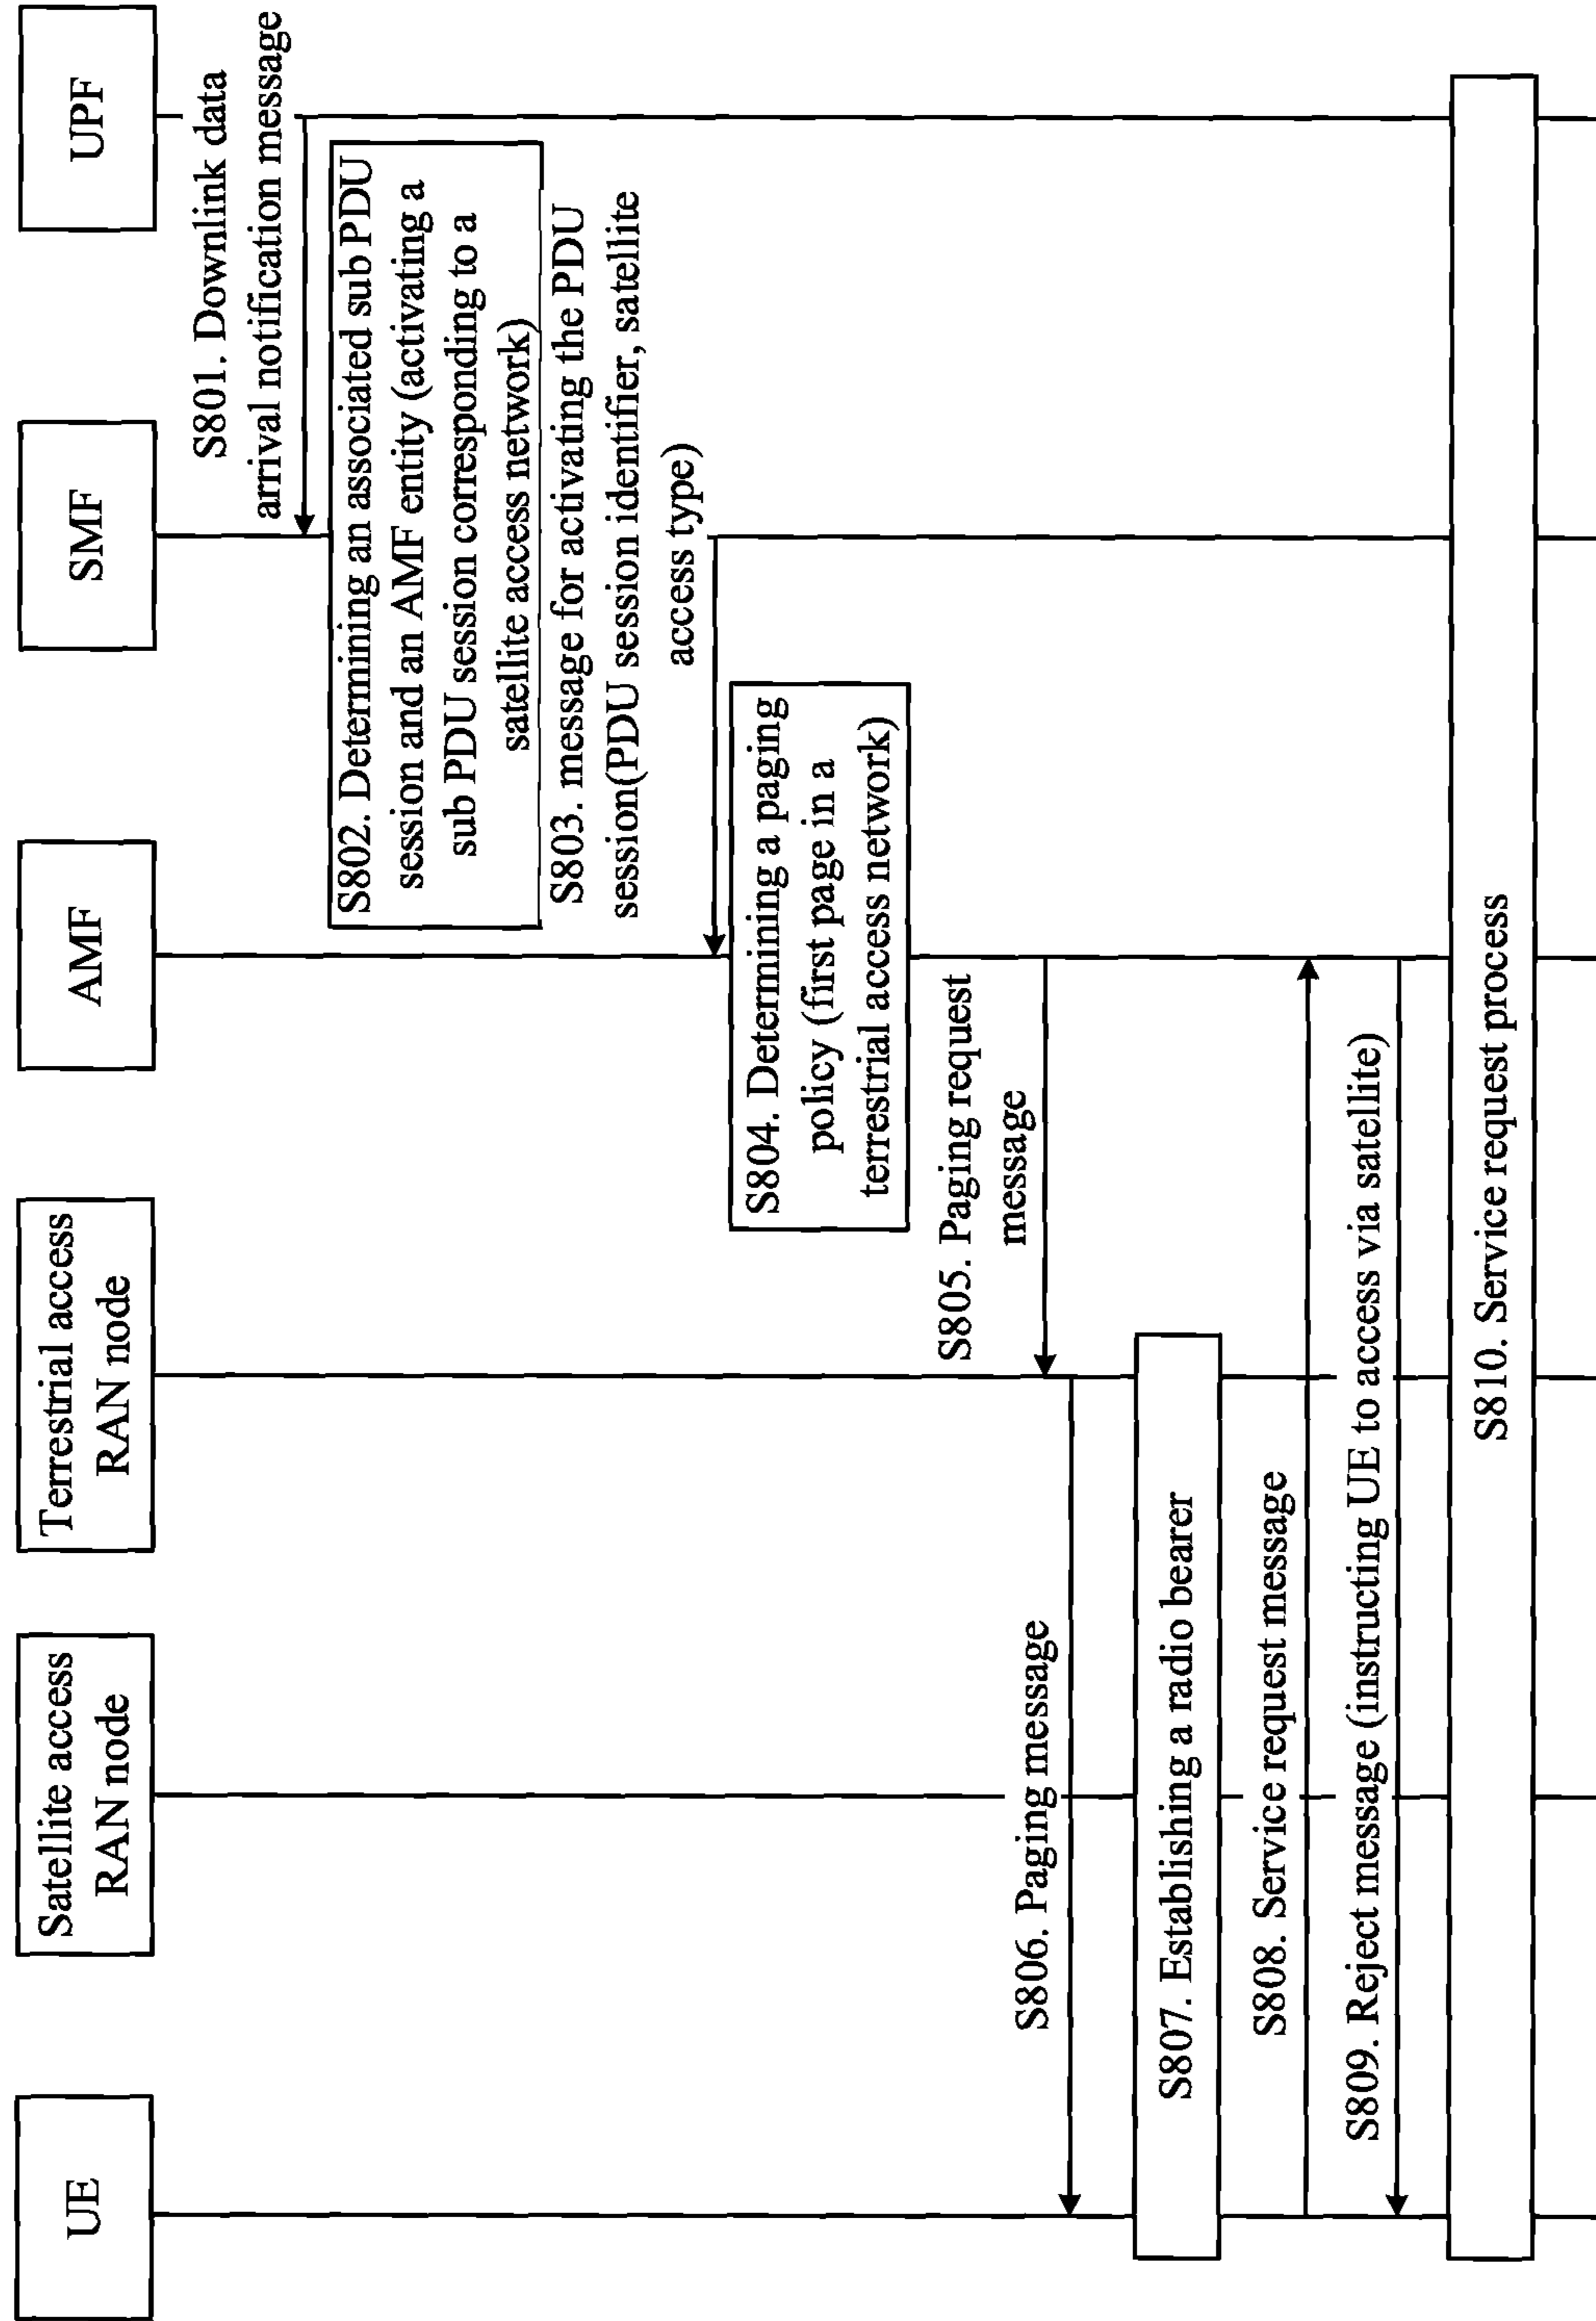 UE
Satellite access
RAN node
Terrestrial access
RAN node
AMF
SMF
UPF
S801. Downlink data
arrival notification message
S802. Determining an associated sub PDU
session and an AMF entity (activating a
sub PDU session corresponding to a
satellite access network)
S803. message for activating the PDU
session(PDU session identifier, satellite
access type)
S804. Determining a paging
policy (first page in a
terrestrial access network)
S805. Paging request
message
S806. Paging message
S807. Establishing a radio bearer
S808. Service request message
S809. Reject message (instructing UE to access via satellite)
S810. Service request process